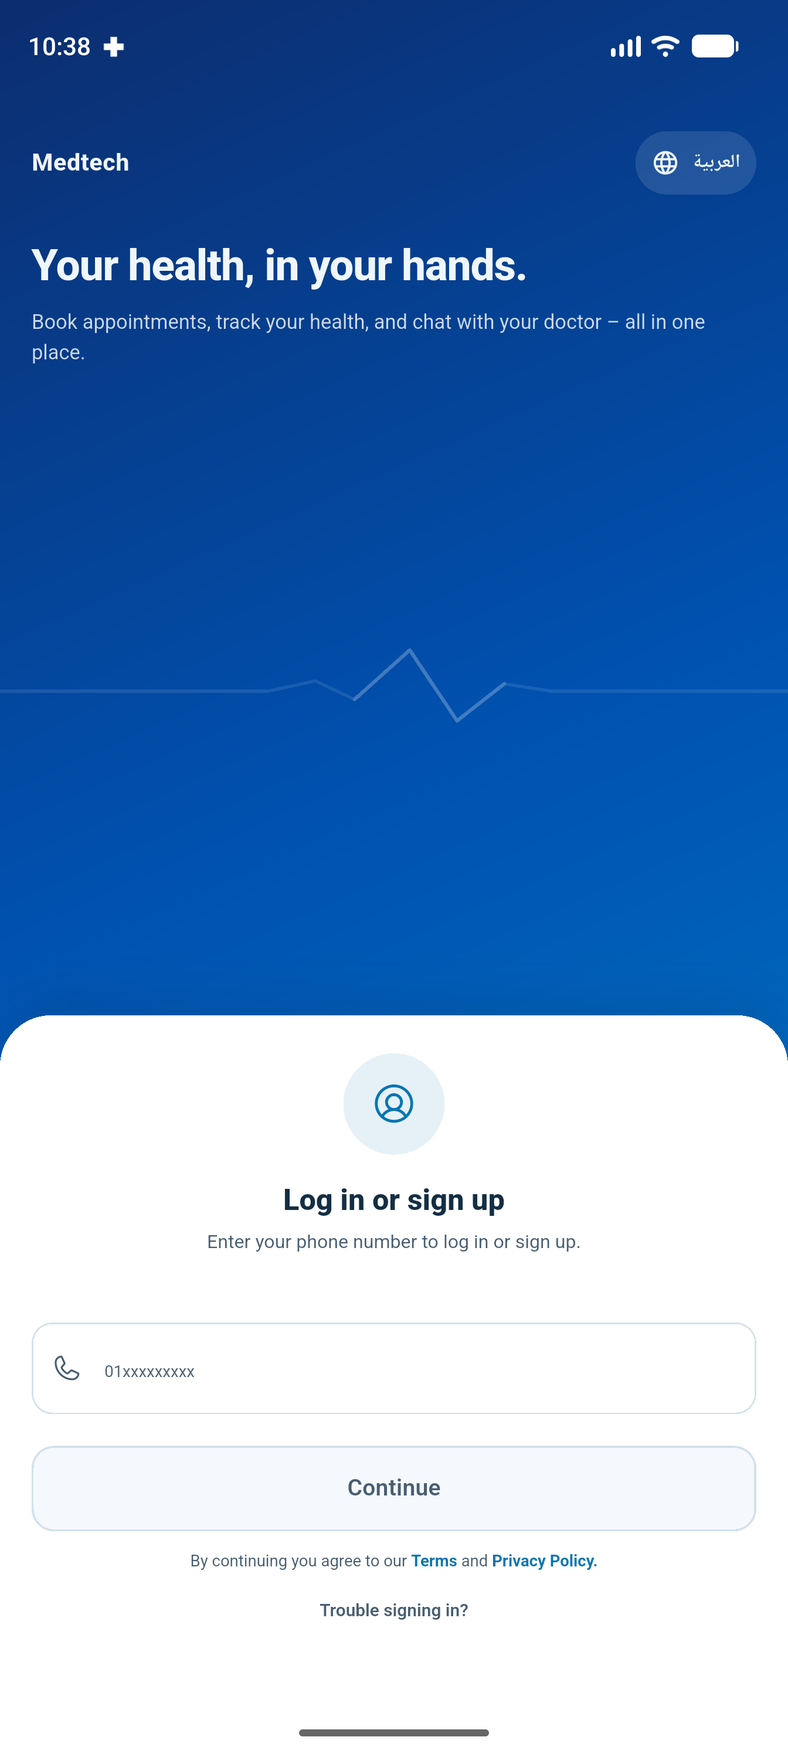 10:38
Medtech
العربية
Your health, in your hands.
Book appointments, track your health, and chat with your doctor – all in one
place.
Log in or sign up
Enter your phone number to log in or sign up.
01xxxxxxxxx
Continue
By continuing you agree to our Terms and Privacy Policy.
Trouble signing in?